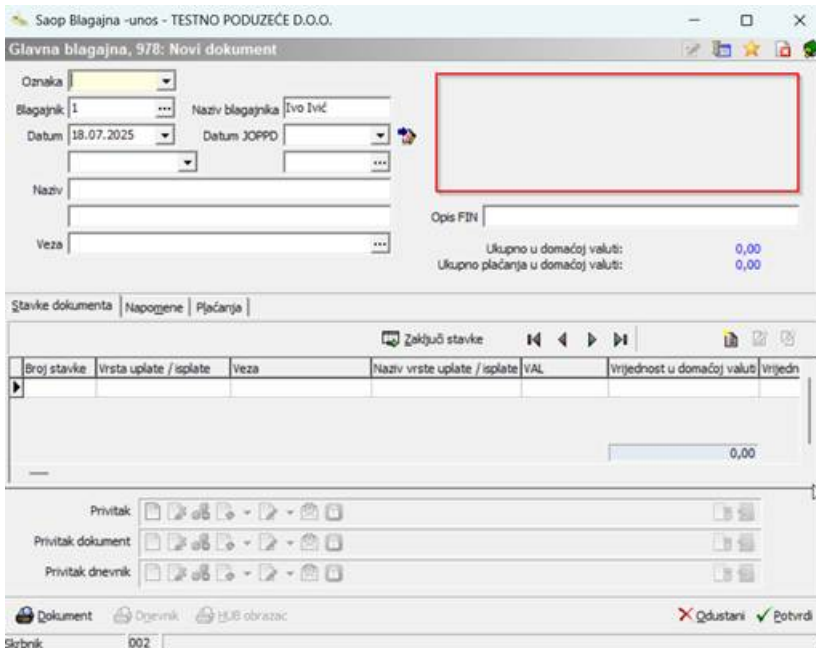 Saop Blagajna -unos - TESTNO PODUZEĆE D.O.O.
Glavna blagajna, 978: Novi dokument
Oznaka
Blagajnik 1 Naziv blagajnika Ivo Ivić
Datum 18.07.2025 Datum JOPPD
Naziv
Opis FIN
Veza
Ukupno u domaćoj valuti: 0,00
Ukupno plaćanja u domaćoj valuti: 0,00
Stavke dokumenta Napomene Plaćanja
Zaključi stavke
Broj stavke Vrsta uplate / isplate Veza Naziv vrste uplate / isplate VAL Vrijednost u domaćoj valuti Vrijedn
0,00
Privitak
Privitak dokument
Privitak dnevnik
Dokument Dnevnik HUB obrazac Odustani Potvrdi
Skrbnik 002